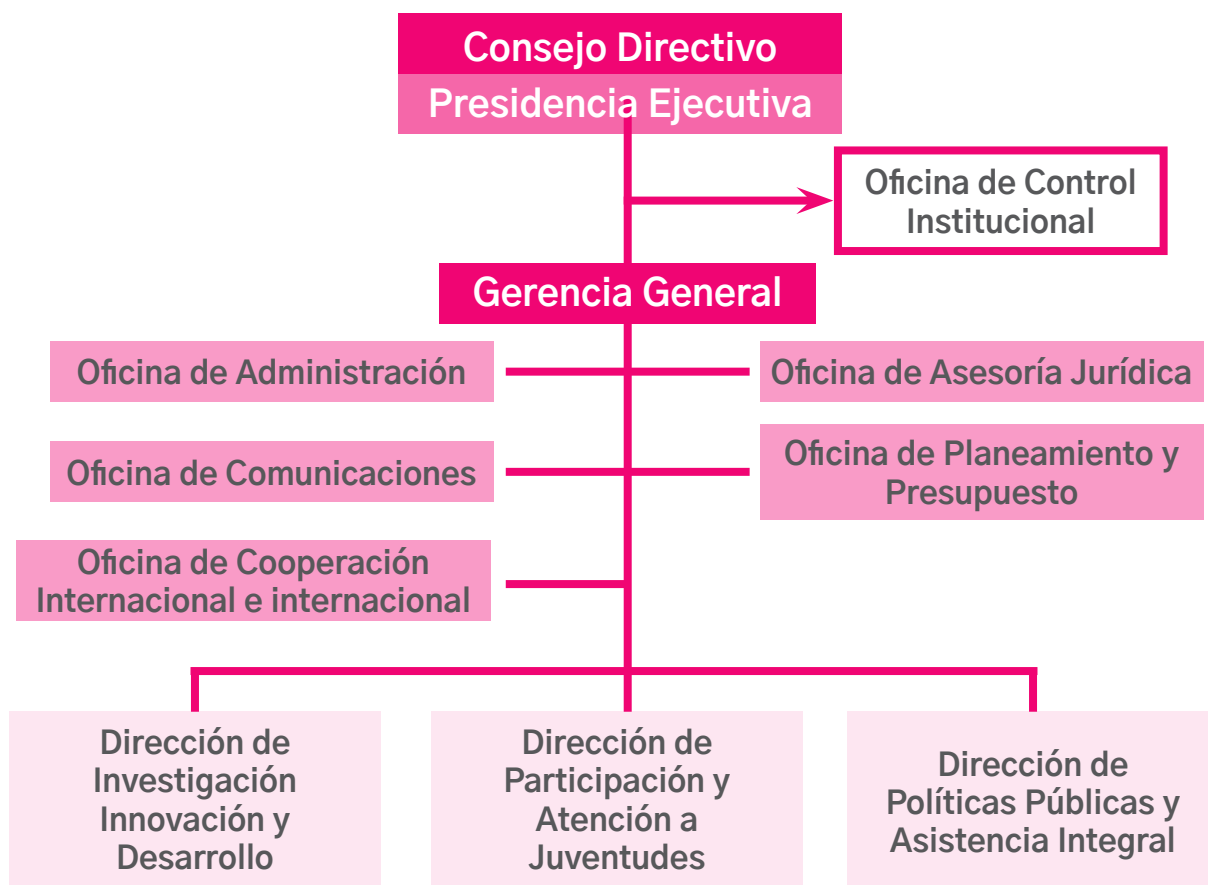 Consejo Directivo
Presidencia Ejecutiva
Oficina de Control
Institucional
Gerencia General
Oficina de Administración
Oficina de Asesoría Jurídica
Oficina de Comunicaciones
Oficina de Planeamiento y
Presupuesto
Oficina de Cooperación
Internacional e internacional
Dirección de
Investigación
Innovación y
Desarrollo
Dirección de
Participación y
Atención a
Juventudes
Dirección de
Políticas Públicas y
Asistencia Integral